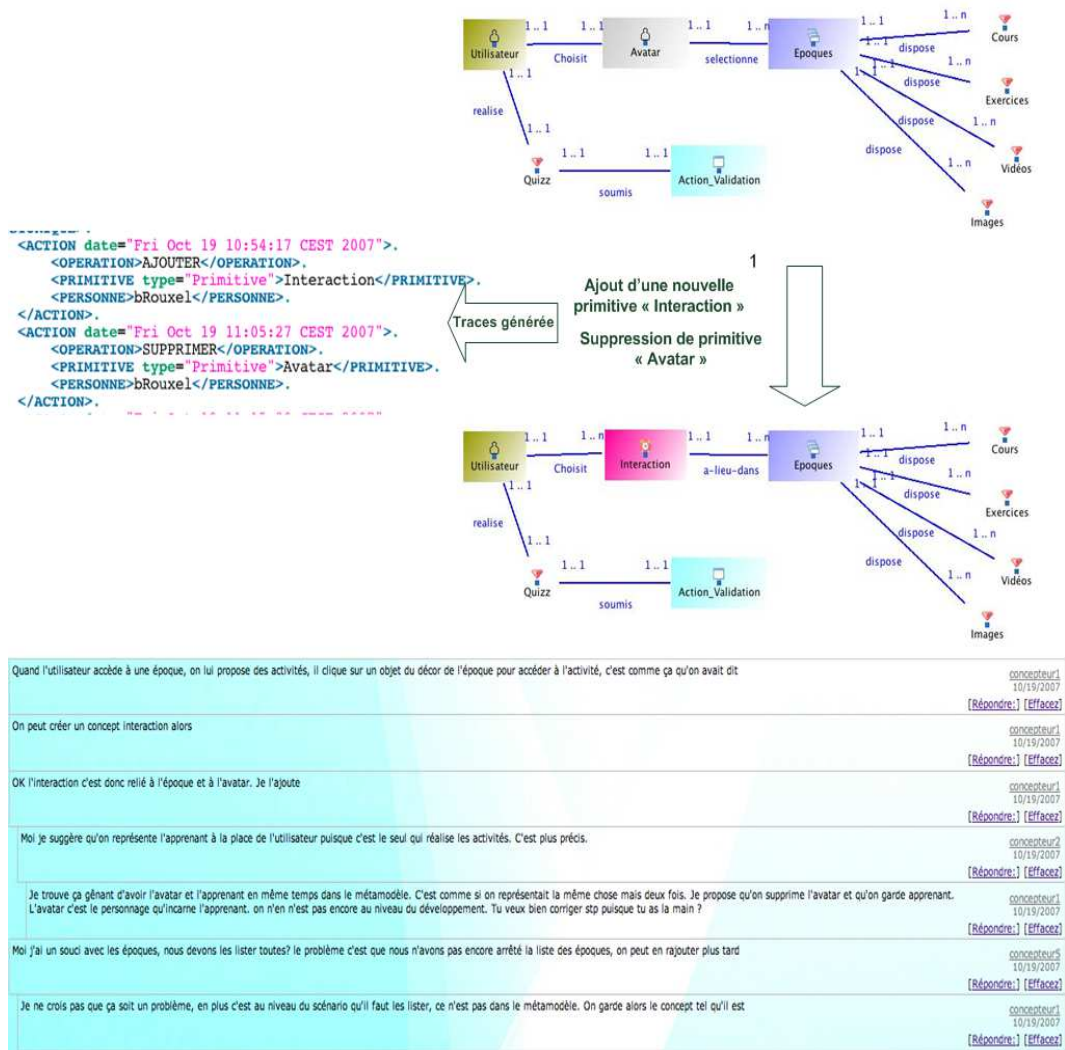 1..1
1..1
1..1
1..n
1..1
1..n
Utilisateur
Choisit
Avatar
selectionne
Epoques
dispose
Cours
1..1
1..1
1..n
realise
dispose
Exercices
dispose
1..n
1..1
1..1
1..1
dispose
Vidéos
Quizz
soumis
Action_Validation
1..n
Images
<ACTION date="Fri Oct 19 10:54:17 CEST 2007">.
<OPERATION>AJOUTER</OPERATION>.
<PRIMITIVE type="Primitive">Interaction</PRIMITIVE>.
<PERSONNE>bRouxel</PERSONNE>.
</ACTION>.
<ACTION date="Fri Oct 19 11:05:27 CEST 2007">.
<OPERATION>SUPPRIMER</OPERATION>.
<PRIMITIVE type="Primitive">Avatar</PRIMITIVE>.
<PERSONNE>bRouxel</PERSONNE>.
</ACTION>.
Traces générée
1
Ajout d'une nouvelle
primitive « Interaction »
Suppression de primitive
« Avatar »
1..1
1..n
1..1
1..n
1..1
1..n
Utilisateur
Choisit
Interaction
a-lieu-dans
Epoques
dispose
Cours
1..1
1..1
1..n
realise
dispose
Exercices
dispose
1..n
1..1
1..1
1..1
dispose
Vidéos
Quizz
soumis
Action_Validation
1..n
Images
Quand l'utilisateur accède à une époque, on lui propose des activités, il clique sur un objet du décor de l'époque pour accéder à l'activité, c'est comme ça qu'on avait dit
concepteur1
10/19/2007
[Répondre:] [Effacez]
On peut créer un concept interaction alors
concepteur1
10/19/2007
[Répondre:] [Effacez]
OK l'interaction c'est donc relié à l'époque et à l'avatar. Je l'ajoute
concepteur1
10/19/2007
[Répondre:] [Effacez]
Moi je suggère qu'on représente l'apprenant à la place de l'utilisateur puisque c'est le seul qui réalise les activités. C'est plus précis.
concepteur2
10/19/2007
[Répondre:] [Effacez]
Je trouve ça gênant d'avoir l'avatar et l'apprenant en même temps dans le métamodèle. C'est comme si on représentait la même chose mais deux fois. Je propose qu'on supprime l'avatar et qu'on garde apprenant.
L'avatar c'est le personnage qu'incarne l'apprenant. on n'en n'est pas encore au niveau du développement. Tu veux bien corriger stp puisque tu as la main ?
concepteur1
10/19/2007
[Répondre:] [Effacez]
Moi j'ai un souci avec les époques, nous devons les lister toutes? le problème c'est que nous n'avons pas encore arrêté la liste des époques, on peut en rajouter plus tard
concepteur5
10/19/2007
[Répondre:] [Effacez]
Je ne crois pas que ça soit un problème, en plus c'est au niveau du scénario qu'il faut les lister, ce n'est pas dans le métamodèle. On garde alors le concept tel qu'il est
concepteur1
10/19/2007
[Répondre:] [Effacez]